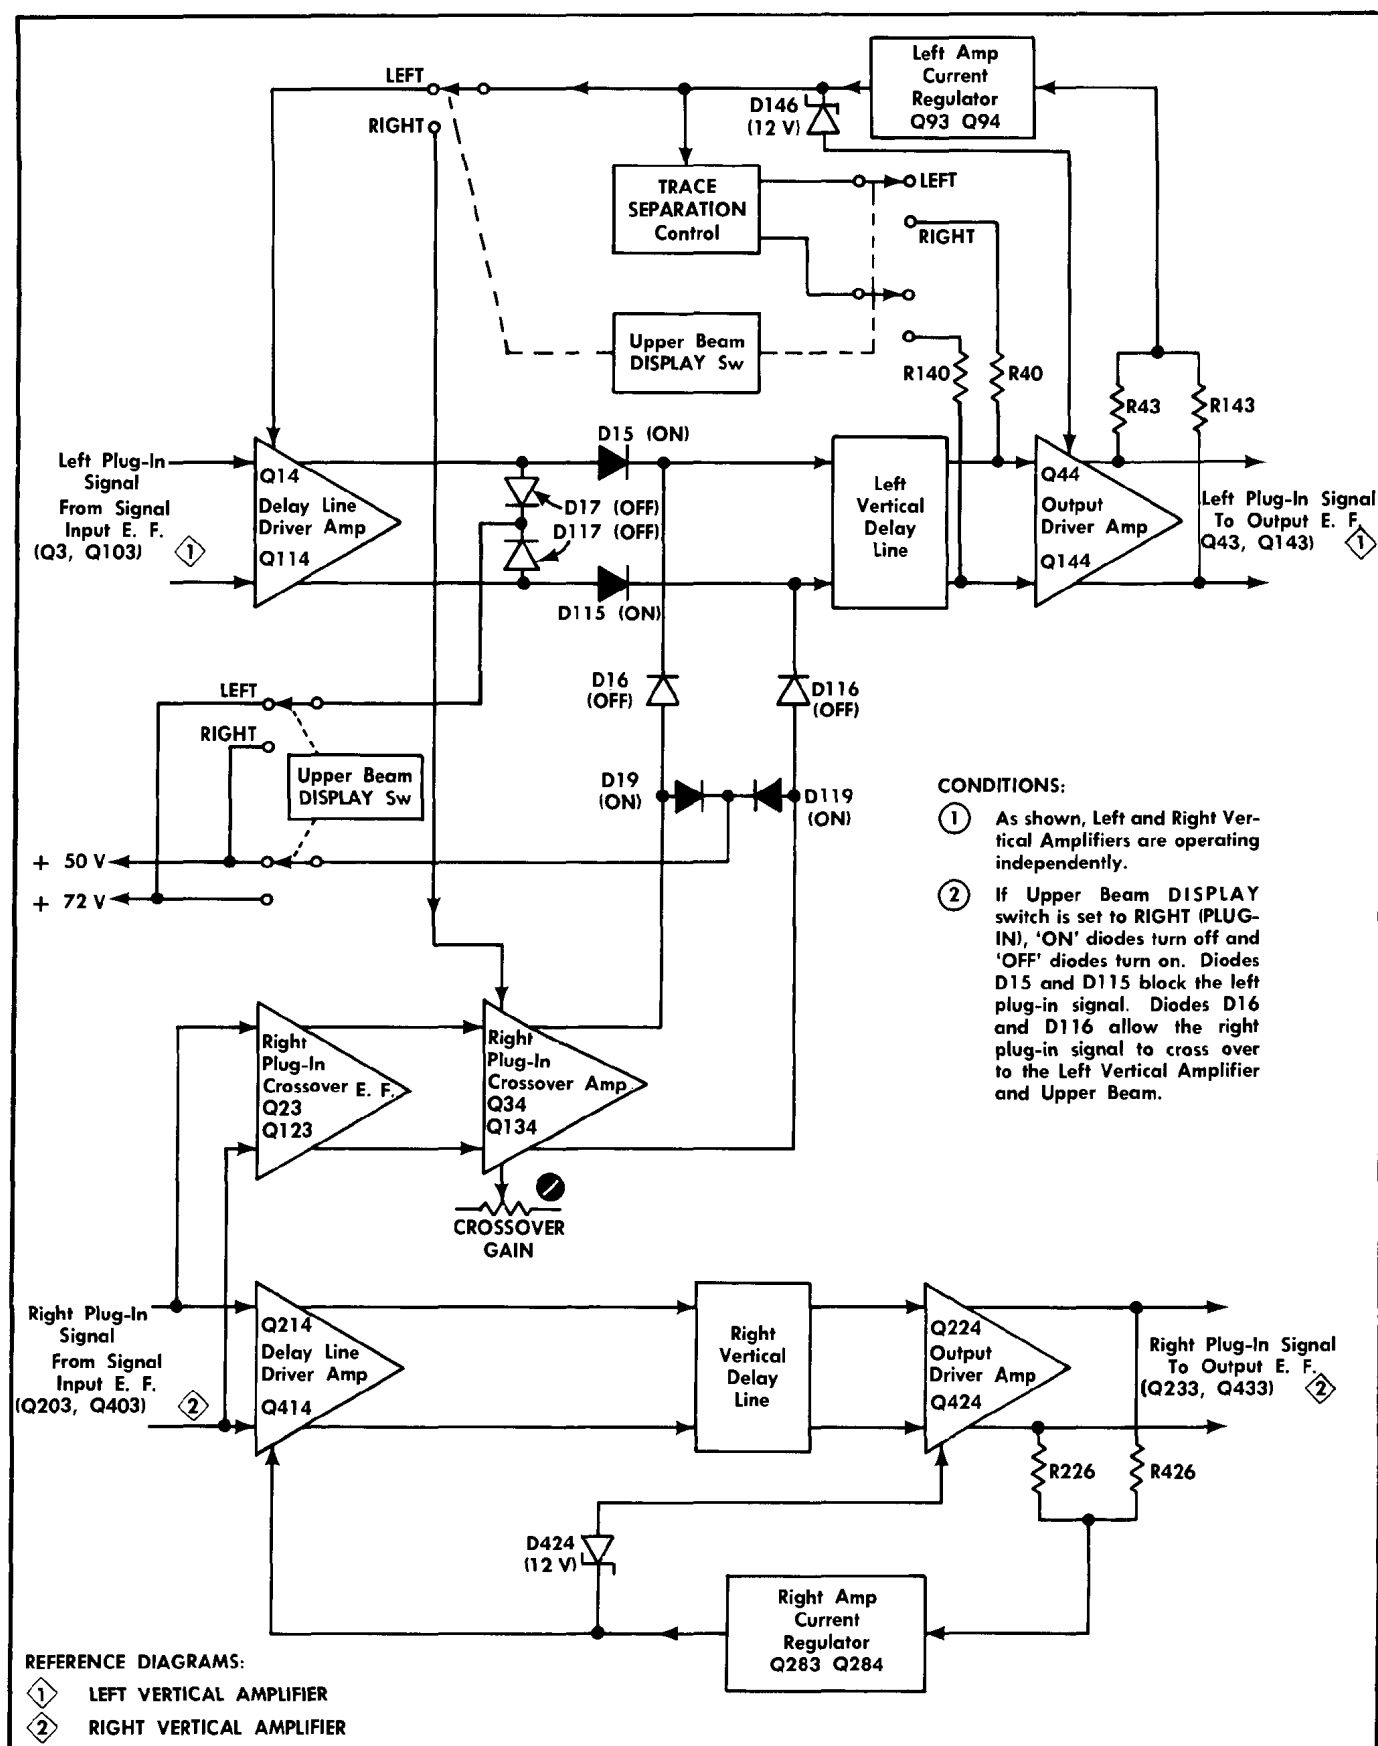 LEFT
RIGHT
D146
(12 V)
Left Amp
Current
Regulator
Q93 Q94
TRACE
SEPARATION
Control
LEFT
RIGHT
Upper Beam
DISPLAY Sw
R140
R40
R43
R143
Left Plug-In
Signal
From Signal
Input E. F.
(Q3, Q103)
1
Q14
Delay Line
Driver Amp
Q114
D15 (ON)
D17 (OFF)
D117 (OFF)
D115 (ON)
Left
Vertical
Delay
Line
Q44
Output
Driver Amp
Q144
Left Plug-In Signal
To Output E. F.
Q43, Q143)
1
D16
(OFF)
D116
(OFF)
LEFT
RIGHT
Upper Beam
DISPLAY Sw
D19
(ON)
D119
(ON)
+ 50 V
+ 72 V
CONDITIONS:
1 As shown, Left and Right Ver-
tical Amplifiers are operating
independently.
2 If Upper Beam DISPLAY
switch is set to RIGHT (PLUG-
IN), 'ON' diodes turn off and
'OFF' diodes turn on. Diodes
D15 and D115 block the left
plug-in signal. Diodes D16
and D116 allow the right
plug-in signal to cross over
to the Left Vertical Amplifier
and Upper Beam.
Right
Plug-In
Crossover E. F.
Q23
Q123
Right
Plug-In
Crossover Amp
Q34
Q134
CROSSOVER
GAIN
Right Plug-In
Signal
From Signal
Input E. F.
(Q203, Q403)
2
Q214
Delay Line
Driver Amp
Q414
Right
Vertical
Delay
Line
Q224
Output
Driver Amp
Q424
Right Plug-In Signal
To Output E. F.
(Q233, Q433)
2
R226
R426
D424
(12 V)
Right Amp
Current
Regulator
Q283 Q284
REFERENCE DIAGRAMS:
1 LEFT VERTICAL AMPLIFIER
2 RIGHT VERTICAL AMPLIFIER